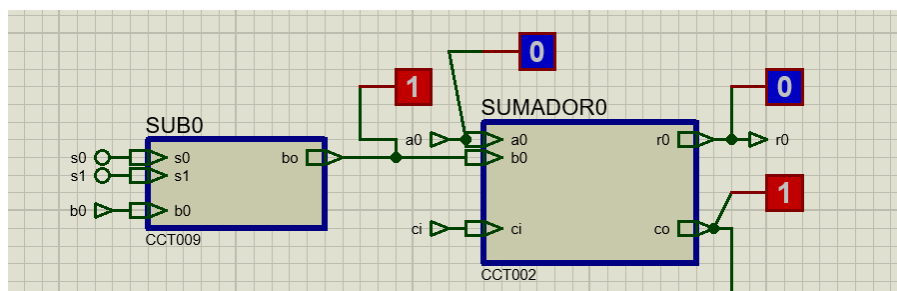 0
1
0
SUB0
SUMADOR0
a0 a0 r0 r0
s0 s0 bo b0
s1 s1
1
b0 b0
ci ci co
CCT009
CCT002